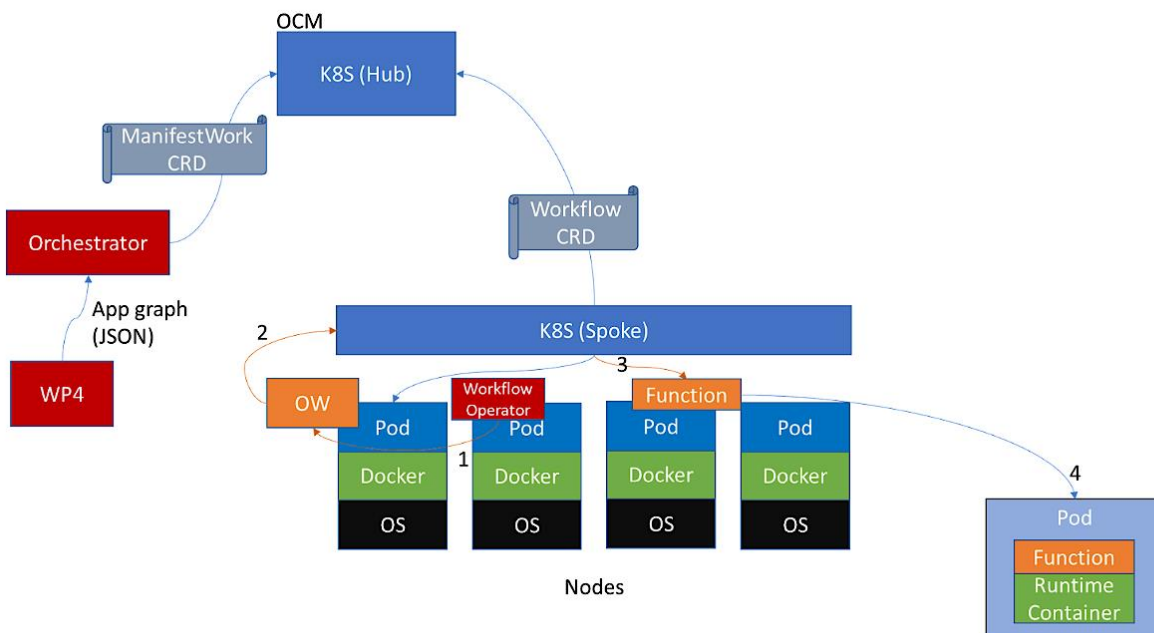 OCM
K8S (Hub)
ManifestWork
CRD
Workflow
CRD
Orchestrator
App graph
(JSON)
WP4
K8S (Spoke)
2
3
OW
Workflow
Operator
Function
Pod
Pod
Pod
Pod
1
4
Docker
Docker
Docker
Docker
OS
OS
OS
OS
Pod
Function
Runtime
Container
Nodes